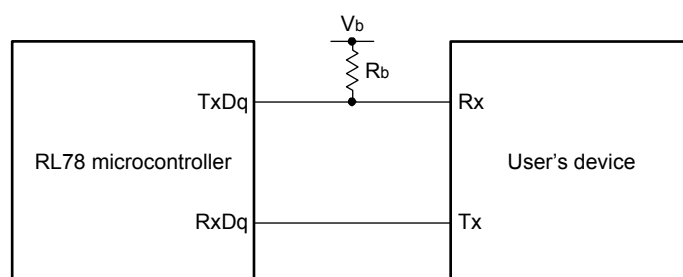 Vb
Rb
TxDq
Rx
RL78 microcontroller
User's device
RxDq
Tx